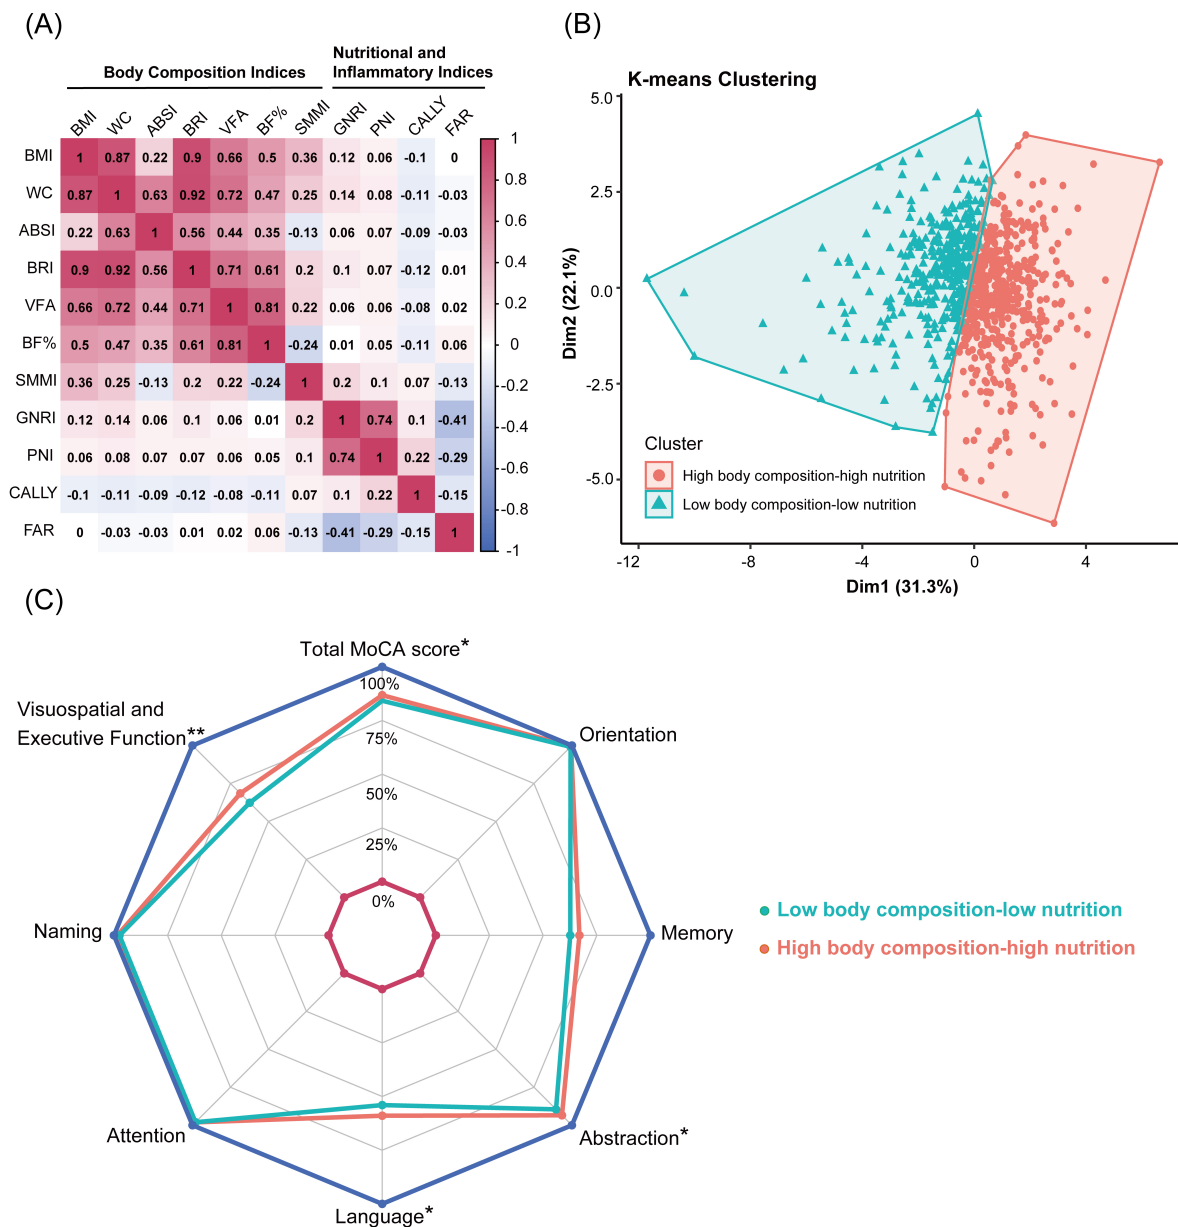 (A)
Body Composition Indices
Nutritional and
Inflammatory Indices
BMI WC ABSI BRI VFA BF% SMMI GNRI PNI CALLY FAR
BMI 1 0.87 0.22 0.9 0.66 0.5 0.36 0.12 0.06 -0.1 0
WC 0.87 1 0.63 0.92 0.72 0.47 0.25 0.14 0.08 -0.11 -0.03
ABSI 0.22 0.63 1 0.56 0.44 0.35 -0.13 0.06 0.07 -0.09 -0.03
BRI 0.9 0.92 0.56 1 0.71 0.61 0.2 0.1 0.07 -0.12 0.01
VFA 0.66 0.72 0.44 0.71 1 0.81 0.22 0.06 0.06 -0.08 0.02
BF% 0.5 0.47 0.35 0.61 0.81 1 -0.24 0.01 0.05 -0.11 0.06
SMMI 0.36 0.25 -0.13 0.2 0.22 -0.24 1 0.2 0.1 0.07 -0.13
GNRI 0.12 0.14 0.06 0.1 0.06 0.01 0.2 1 0.74 0.1 -0.41
PNI 0.06 0.08 0.07 0.07 0.06 0.05 0.1 0.74 1 0.22 -0.29
CALLY -0.1 -0.11 -0.09 -0.12 -0.08 -0.11 0.07 0.1 0.22 1 -0.15
FAR 0 -0.03 -0.03 0.01 0.02 0.06 -0.13 -0.41 -0.29 -0.15 1
1
0.8
0.6
0.4
0.2
0
-0.2
-0.4
-0.6
-0.8
-1
(B)
K-means Clustering
5.0
2.5
0.0
-2.5
-5.0
Dim2 (22.1%)
Cluster
High body composition-high nutrition
Low body composition-low nutrition
-12 -8 -4 0 4
Dim1 (31.3%)
(C)
Total MoCA score*
100%
75%
50%
25%
0%
Visuospatial and
Executive Function**
Orientation
Naming
Memory
Attention
Abstraction*
Language*
Low body composition-low nutrition
High body composition-high nutrition